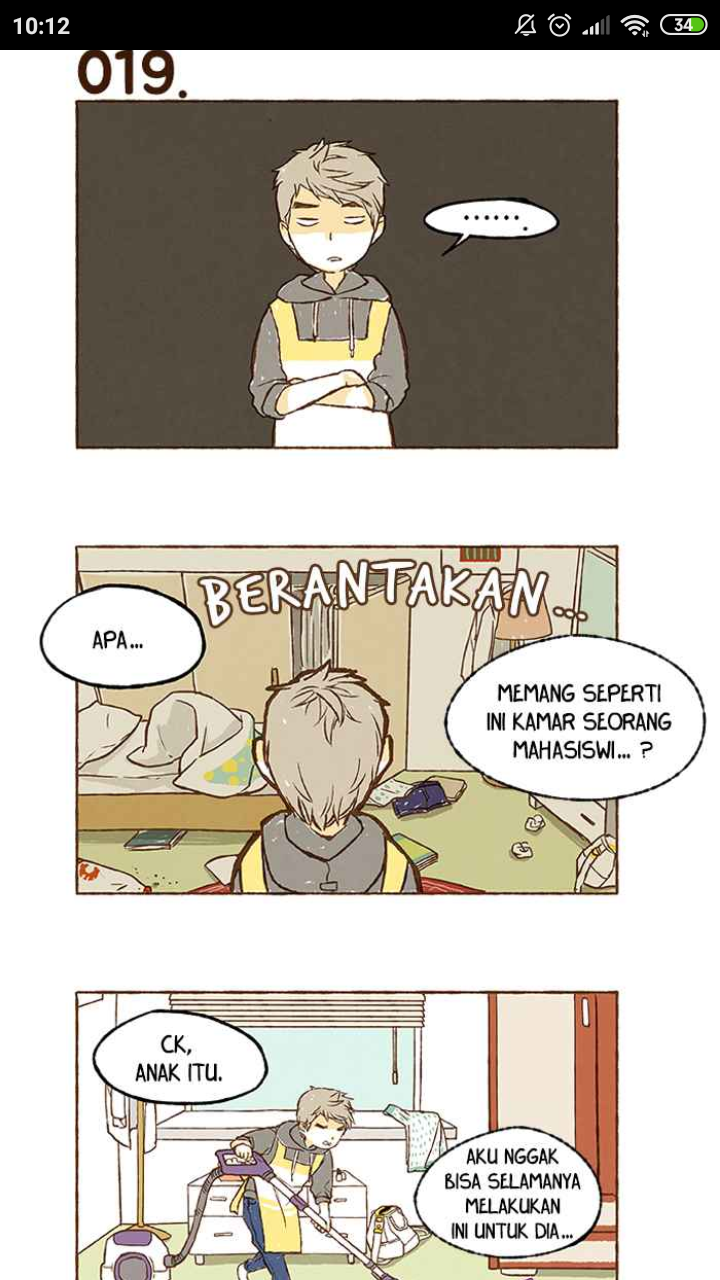 10:12
34
019.
.......
BERANTAKAN...
APA...
MEMANG SEPERTI
INI KAMAR SEORANG
MAHASISWI... ?
CK,
ANAK ITU.
AKU NGGAK
BISA SELAMANYA
MELAKUKAN
INI UNTUK DIA...